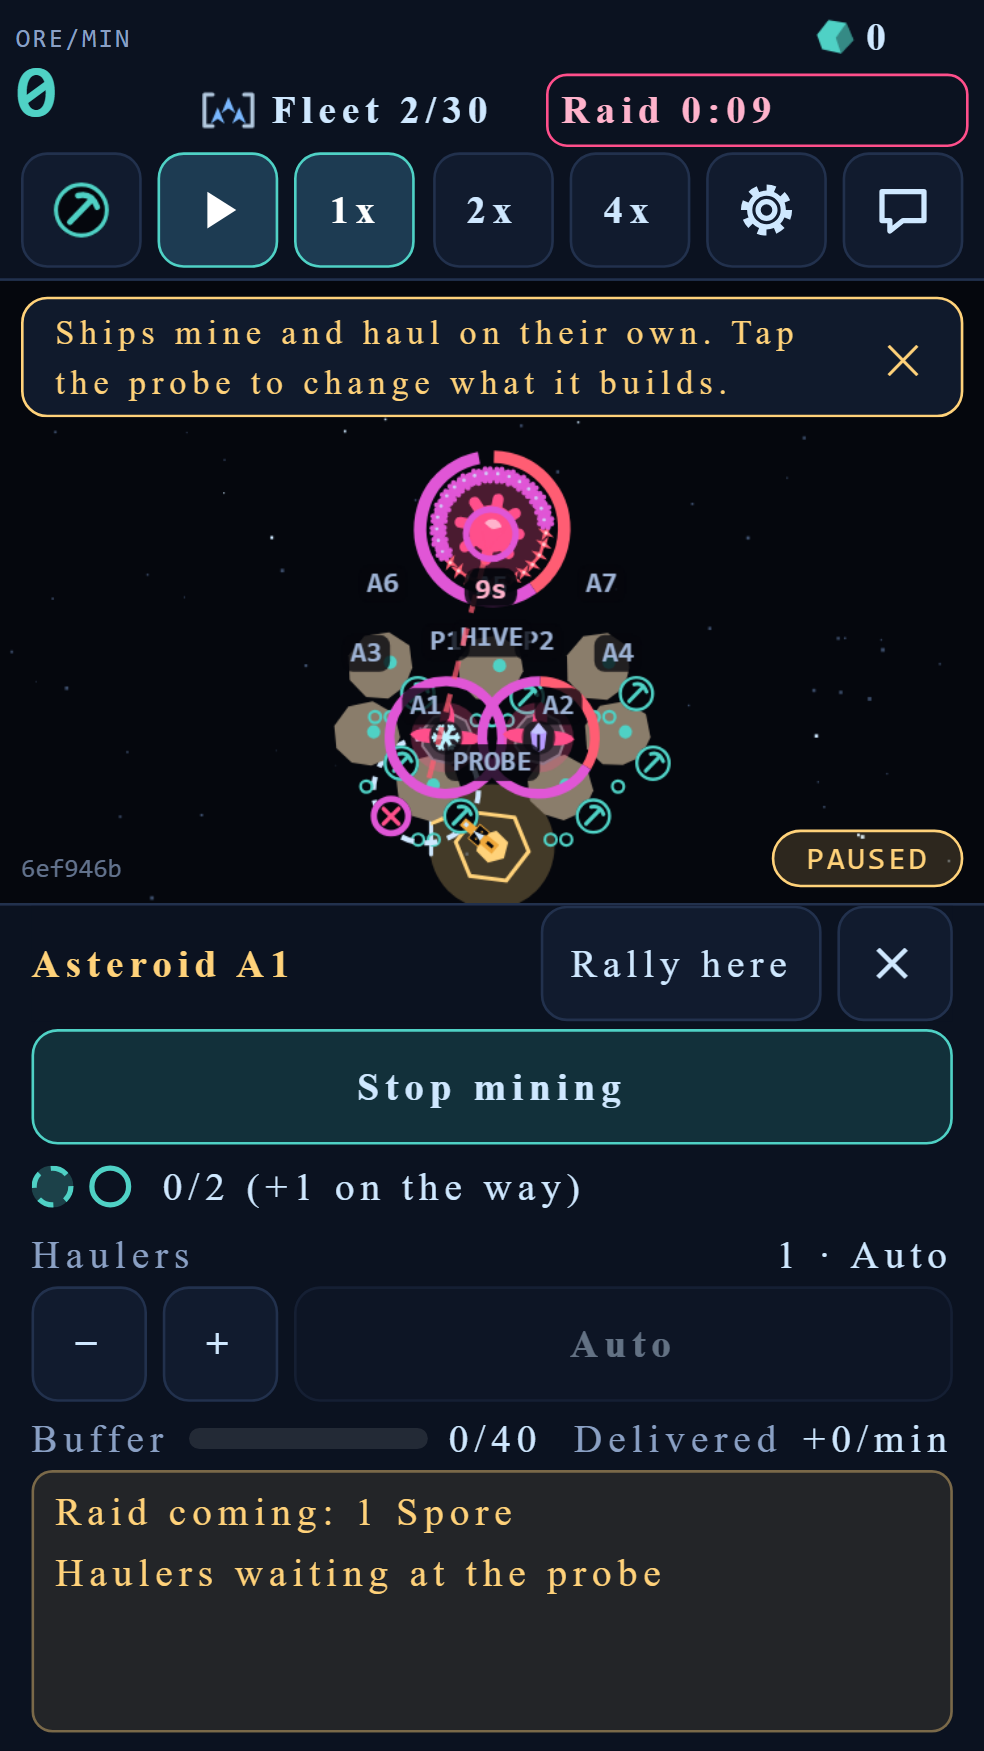 ORE/MIN
0
0
Fleet 2/30
Raid 0:09
1x
2x
4x
Ships mine and haul on their own. Tap
the probe to change what it builds.
9s
A6
A7
HIVE
P2
A3
A4
A1
A2
PROBE
6ef946b
PAUSED
Asteroid A1
Rally here
Stop mining
0/2 (+1 on the way)
Haulers
1 · Auto
−
+
Auto
Buffer
0/40
Delivered
+0/min
Raid coming: 1 Spore
Haulers waiting at the probe